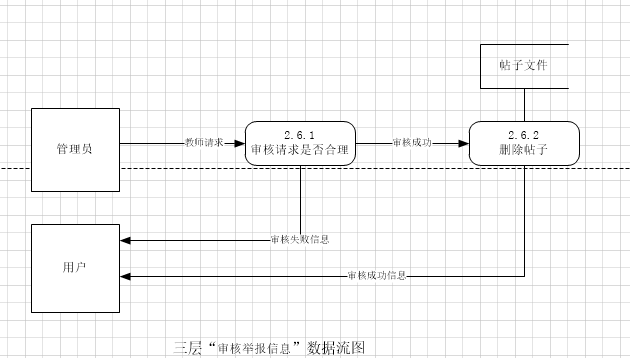 帖子文件
管理员
教师请求
2.6.1
审核请求是否合理
审核成功
2.6.2
删除帖子
审核失败信息
用户
审核成功信息
三层“审核举报信息”数据流图